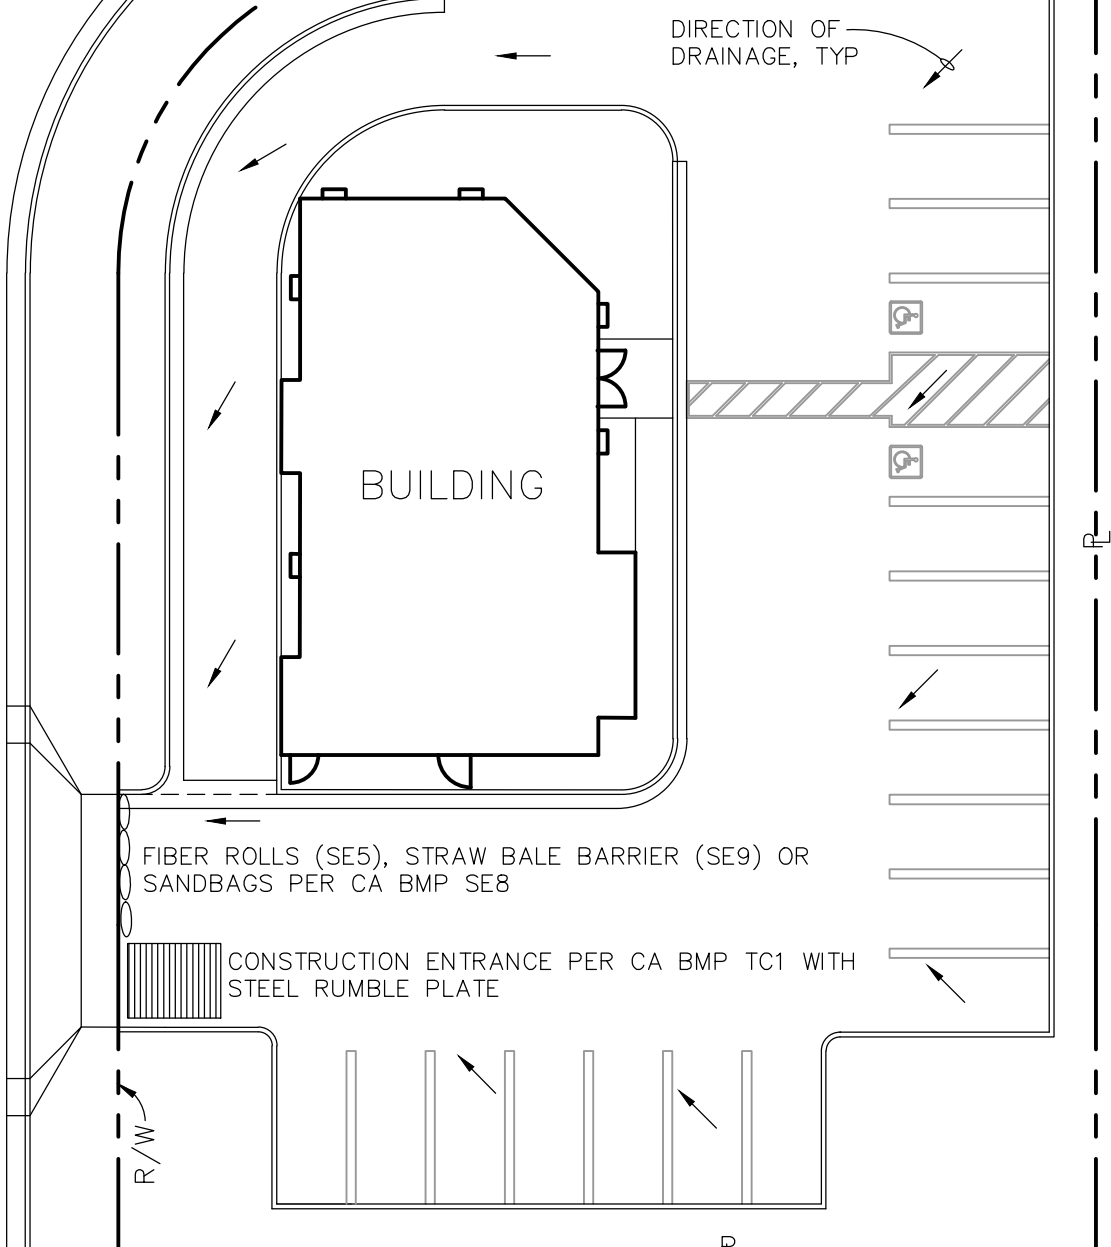 DIRECTION OF
DRAINAGE, TYP
BUILDING
PL
FIBER ROLLS (SE5), STRAW BALE BARRIER (SE9) OR
SANDBAGS PER CA BMP SE8
CONSTRUCTION ENTRANCE PER CA BMP TC1 WITH
STEEL RUMBLE PLATE
R/W